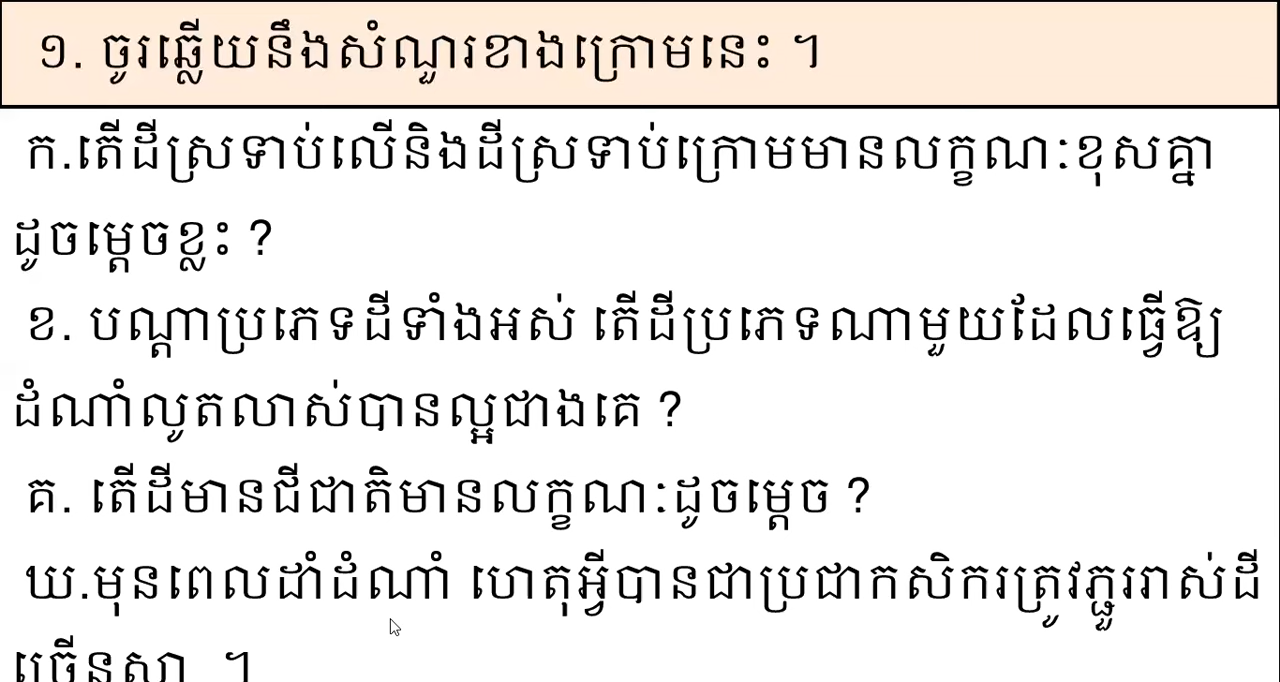 ១. ចូរឆ្លើយនឹងសំណួរខាងក្រោមនេះ ។
ក.តើដីស្រទាប់លើនិងដីស្រទាប់ក្រោមមានលក្ខណៈខុសគ្នា
ដូចម្ដេចខ្លះ ?
ខ. បណ្ដាប្រភេទដីទាំងអស់ តើដីប្រភេទណាមួយដែលធ្វើឱ្យ
ដំណាំលូតលាស់បានល្អជាងគេ ?
គ. តើដីមានជីជាតិមានលក្ខណៈដូចម្ដេច ?
ឃ.មុនពេលដាំដំណាំ ហេតុអ្វីបានជាប្រជាកសិករត្រូវភ្ជួររាស់ដី
ច្រើនសា ។